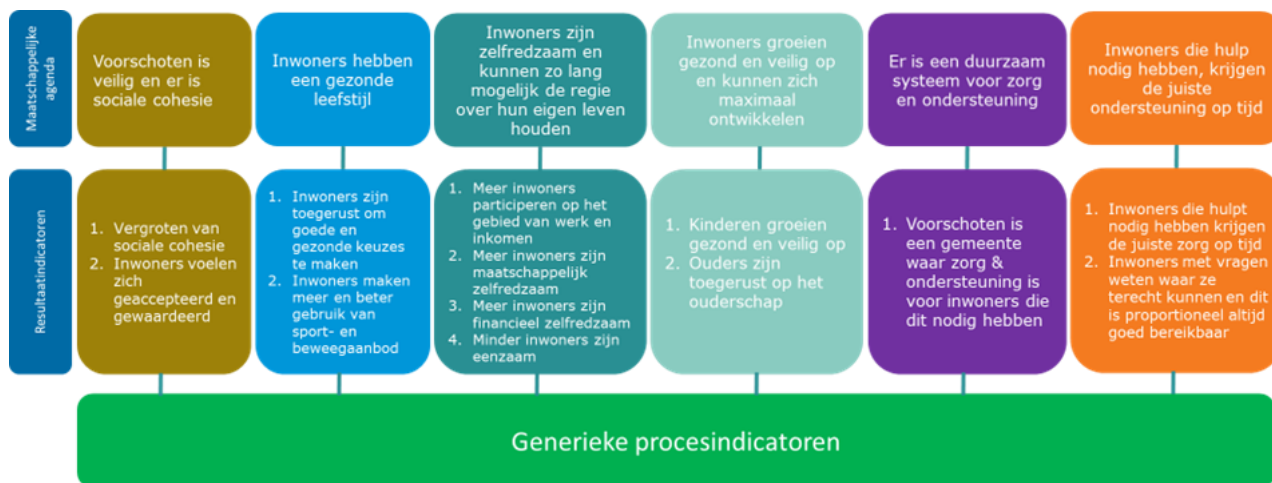 Maatschappelijke
agenda
Voorschoten is
veilig en er is
sociale cohesie
Inwoners hebben
een gezonde
leefstijl
Inwoners zijn
zelfredzaam en
kunnen zo lang
mogelijk de regie
over hun eigen leven
houden
Inwoners groeien
gezond en veilig op
en kunnen zich
maximaal
ontwikkelen
Er is een duurzaam
systeem voor zorg
en ondersteuning
Inwoners die hulp
nodig hebben, krijgen
de juiste
ondersteuning op tijd
Resultaatindicatoren
1. Vergroten van
sociale cohesie
2. Inwoners voelen
zich
geaccepteerd en
gewaardeerd
1. Inwoners zijn
toegerust om
goede en
gezonde keuzes
te maken
2. Inwoners maken
meer en beter
gebruik van
sport- en
beweegaanbod
1. Meer inwoners
participeren op het
gebied van werk en
inkomen
2. Meer inwoners zijn
maatschappelijk
zelfredzaam
3. Meer inwoners zijn
financieel zelfredzaam
4. Minder inwoners zijn
eenzaam
1. Kinderen groeien
gezond en veilig op
2. Ouders zijn
toegerust op het
ouderschap
1. Voorschoten is
een gemeente
waar zorg &
ondersteuning is
voor inwoners die
dit nodig hebben
1. Inwoners die hulpt
nodig hebben krijgen
de juiste zorg op tijd
2. Inwoners met vragen
weten waar ze
terecht kunnen en dit
is proportioneel altijd
goed bereikbaar
Generieke procesindicatoren